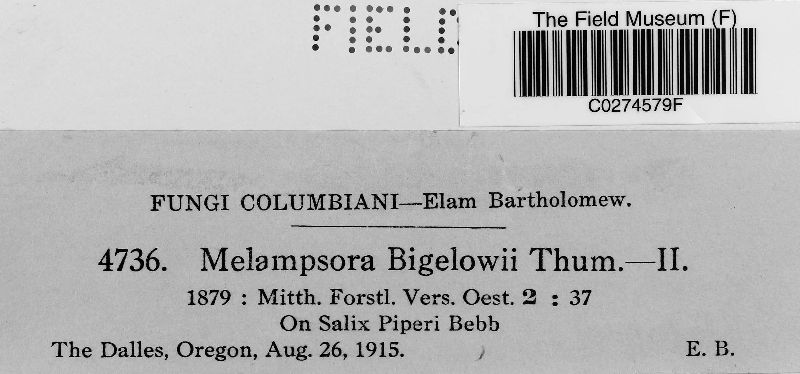 FIELD
The Field Museum (F)
C0274579F
FUNGI COLUMBIANI—Elam Bartholomew.
4736. Melampsora Bigelowii Thum.—II.
1879 : Mitth. Forstl. Vers. Oest. 2 : 37
On Salix Piperi Bebb
The Dalles, Oregon, Aug. 26, 1915. E. B.